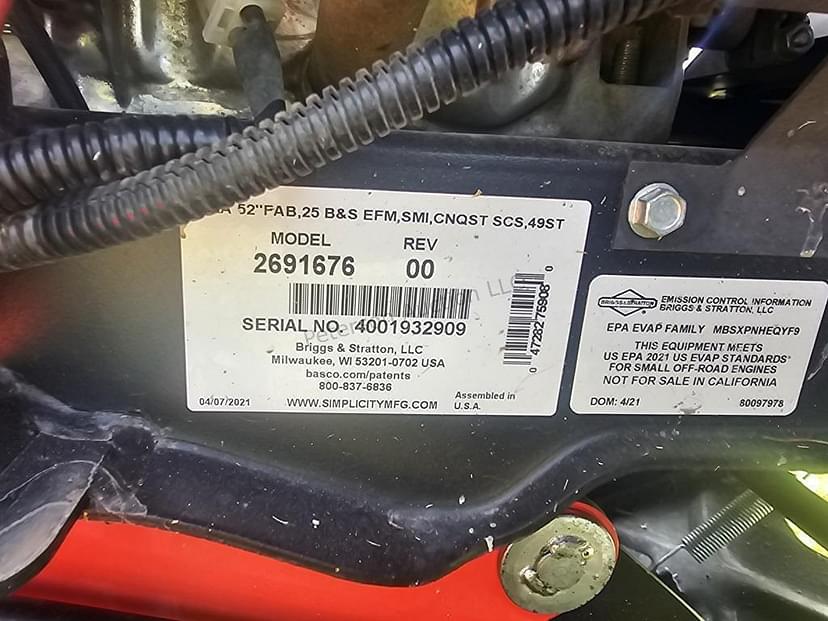 A 52"FAB,25 B&S EFM,SMI,CNQST SCS,49ST
MODEL REV
2691676 00
SERIAL NO. 4001932909
Briggs & Stratton, LLC
Milwaukee, WI 53201-0702 USA
basco.com/patents
800-837-6836
04/07/2021 WWW.SIMPLICITYMFG.COM
Assembled in
U.S.A.
0 4728275908 0
BRIGGS&STRATTON
EMISSION CONTROL INFORMATION
BRIGGS & STRATTON, LLC
EPA EVAP FAMILY MBSXPNHEQYF9
THIS EQUIPMENT MEETS
US EPA 2021 US EVAP STANDARDS
FOR SMALL OFF-ROAD ENGINES
NOT FOR SALE IN CALIFORNIA
DOM: 4/21 80097978